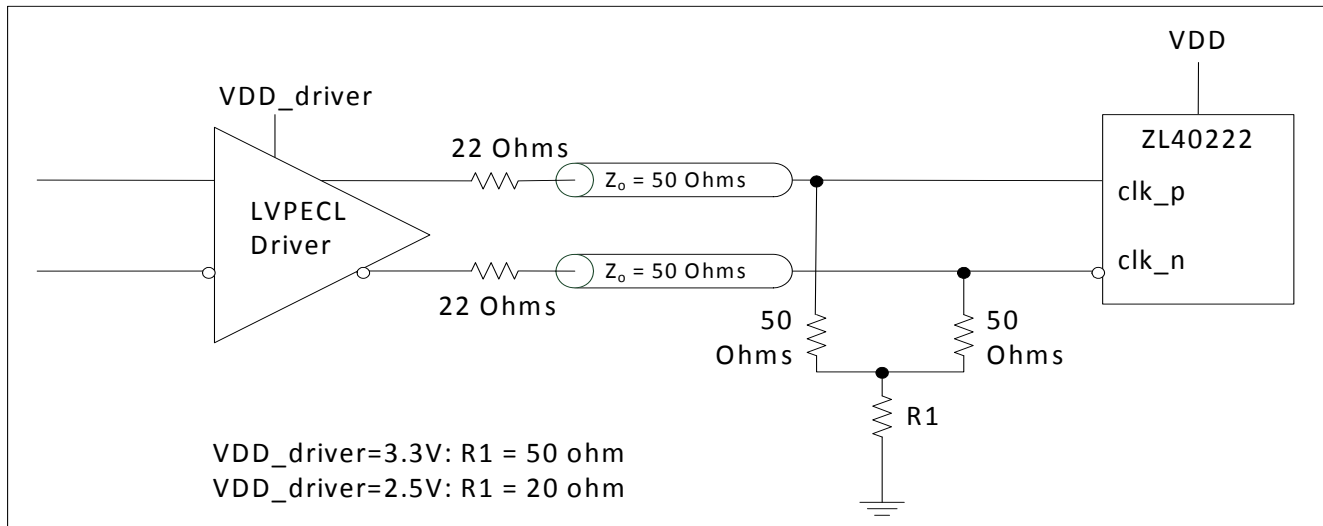 VDD
VDD_driver
22 Ohms
ZL40222
Zo = 50 Ohms
clk_p
LVPECL
Driver
Zo = 50 Ohms
clk_n
22 Ohms
50
Ohms
50
Ohms
R1
VDD_driver=3.3V: R1 = 50 ohm
VDD_driver=2.5V: R1 = 20 ohm